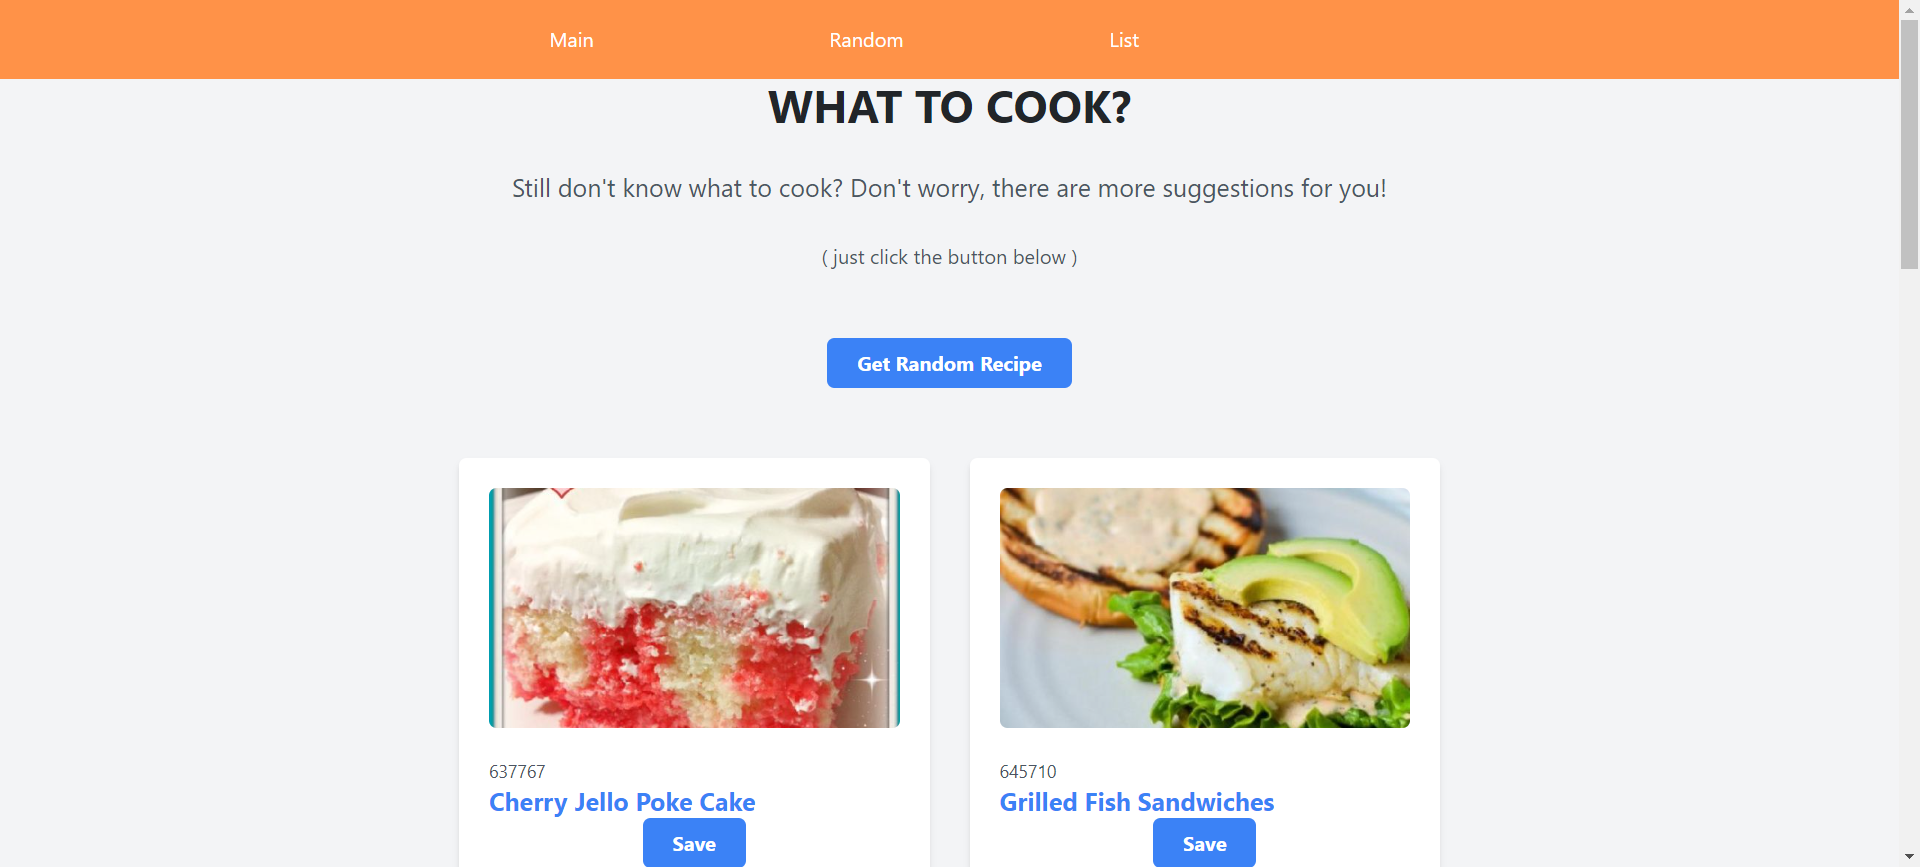 Main Random List
WHAT TO COOK?
Still don't know what to cook? Don't worry, there are more suggestions for you!
( just click the button below )
Get Random Recipe
637767
Cherry Jello Poke Cake
Save
645710
Grilled Fish Sandwiches
Save